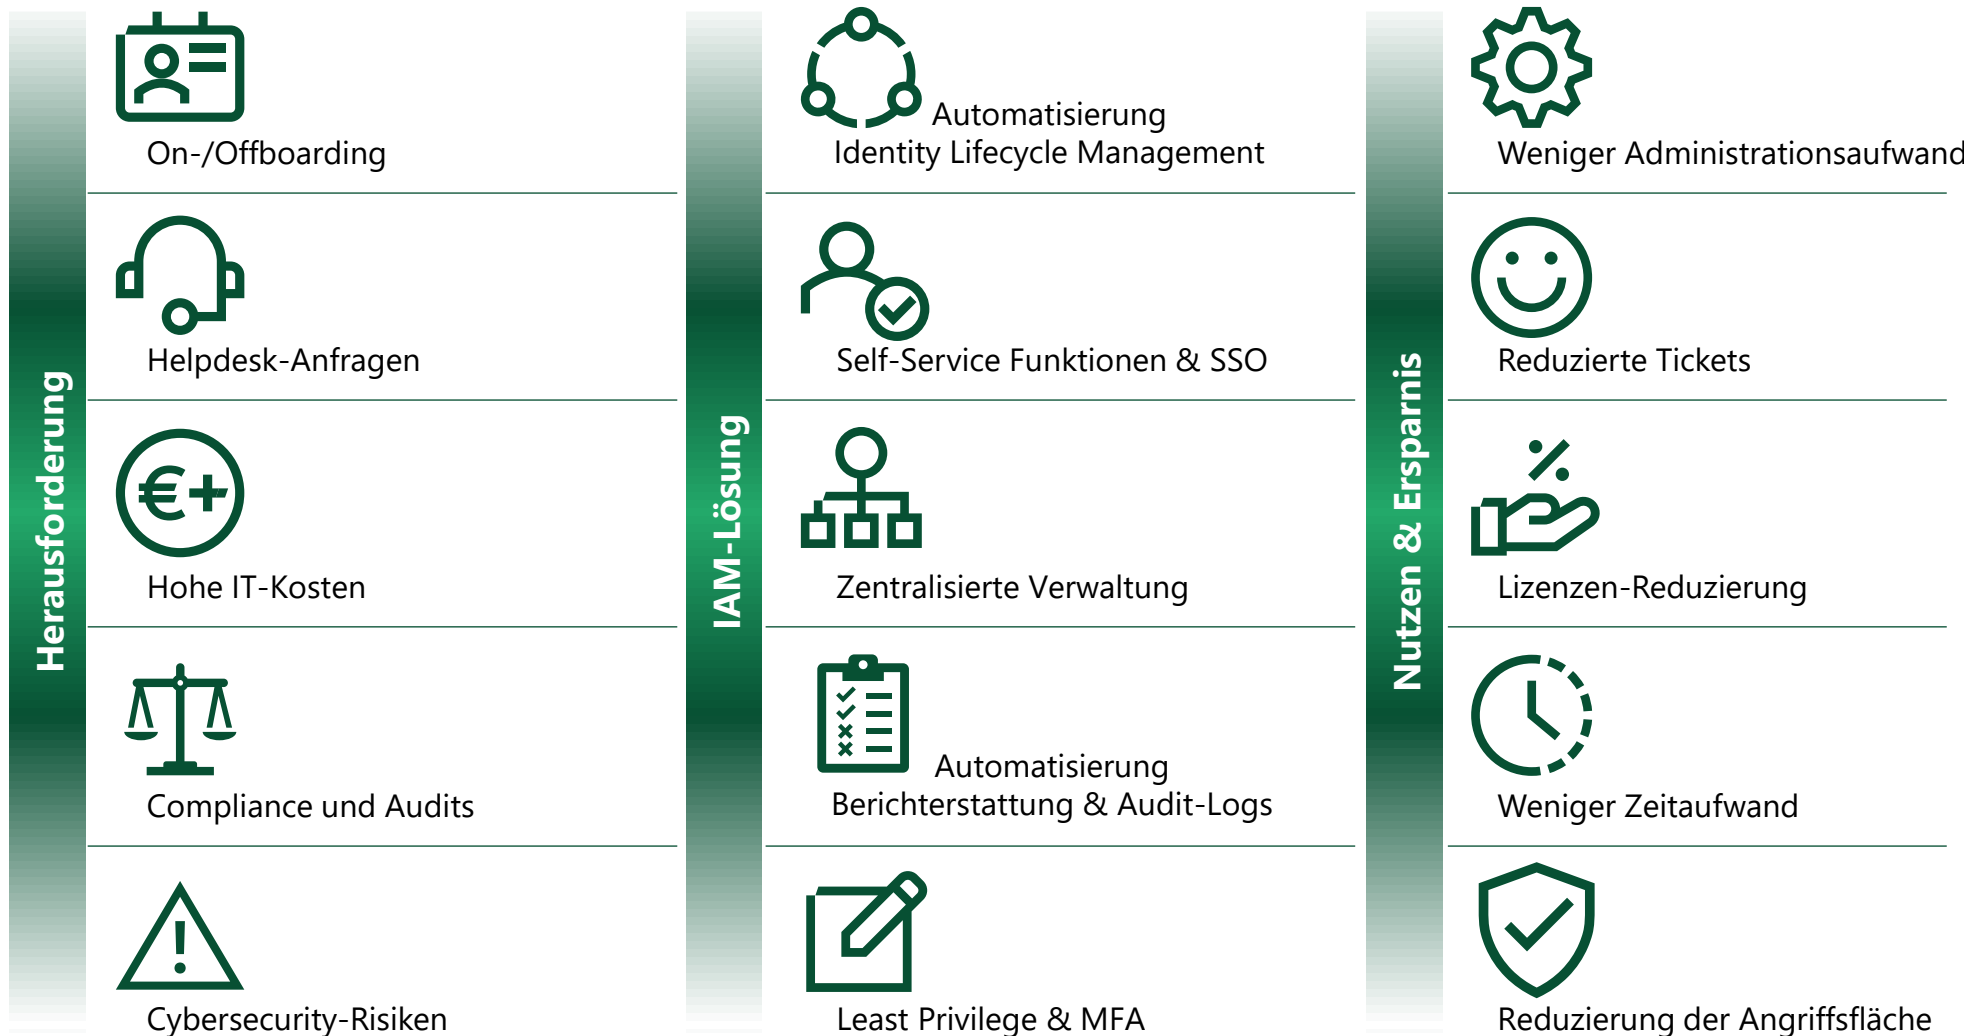 Herausforderung
On-/Offboarding
Helpdesk-Anfragen
€+
Hohe IT-Kosten
Compliance und Audits
!
Cybersecurity-Risiken
IAM-Lösung
Automatisierung
Identity Lifecycle Management
Self-Service Funktionen & SSO
Zentralisierte Verwaltung
Automatisierung
Berichterstattung & Audit-Logs
Least Privilege & MFA
Nutzen & Ersparnis
Weniger Administrationsaufwand
Reduzierte Tickets
%
Lizenzen-Reduzierung
Weniger Zeitaufwand
Reduzierung der Angriffsfläche